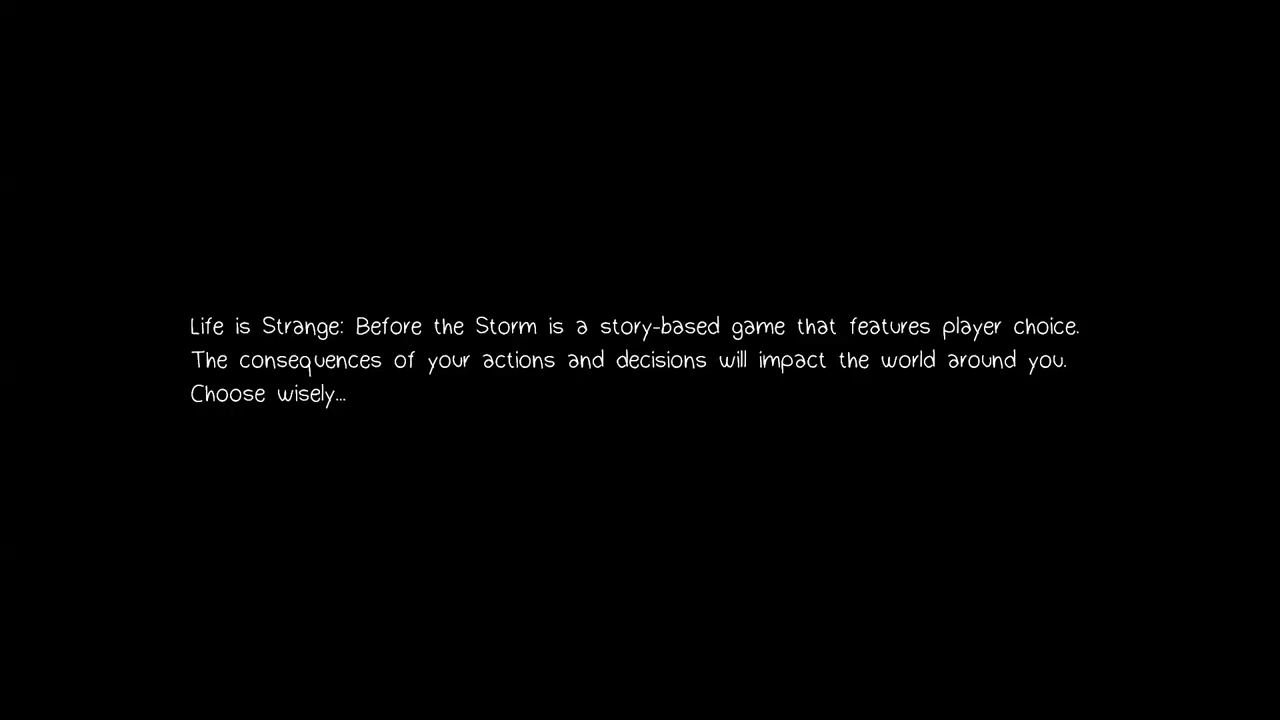 Life is Strange: Before the Storm is a story-based game that features player choice.
The consequences of your actions and decisions will impact the world around you.
Choose wisely...